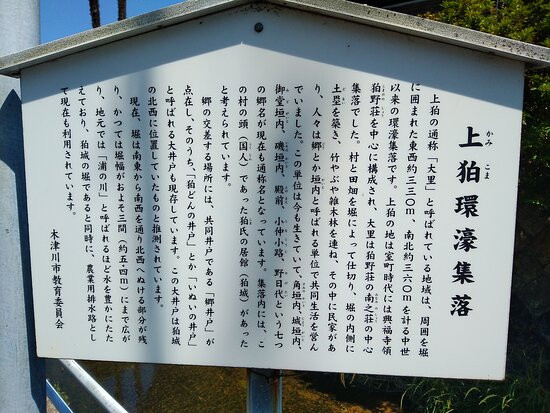 上狛環濠集落
かみ こま
上狛の通称「大里」と呼ばれている地域は、周囲を堀
に囲まれた東西約三三〇m、南北約三六〇mを計る中世
以来の環濠集落です。上狛の地は室町時代には興福寺領
狛野荘を中心に構成され、大里は狛野荘の南之荘の中心
集落でした。村と田畑を堀によって仕切り、堀の内側に
土塁を築き、竹やぶや雑木林を連ね、その中に民家があ
り、人々は郷とか垣内と呼ばれる単位で共同生活を営ん
でいました。この単位は今も生きていて、角垣内、城垣内、
御堂垣内、磯垣内、殿前、小仲小路、野日代という七つ
の郷名が現在も通称名となっています。集落内には、こ
の村の頭（国人）であった狛氏の居館（狛城）があった
と考えられています。
郷の交差する場所には、共同井戸である「郷井戸」が
点在し、そのうち、「狛どんの井戸」とか「いぬいの井戸」
と呼ばれる大井戸も現存しています。この大井戸は狛城
の北西に位置していたものと推測されています。
現在、堀は南東から南西を通り北西へぬける部分が残
り、かつては堀幅がおよそ三間（約五・四m）にまで広が
り、地元では「浦の川」と呼ばれるほど水を豊かにたた
えており、狛城の堀であると同時に、農業用排水路とし
て現在も利用されています。
木津川市教育委員会